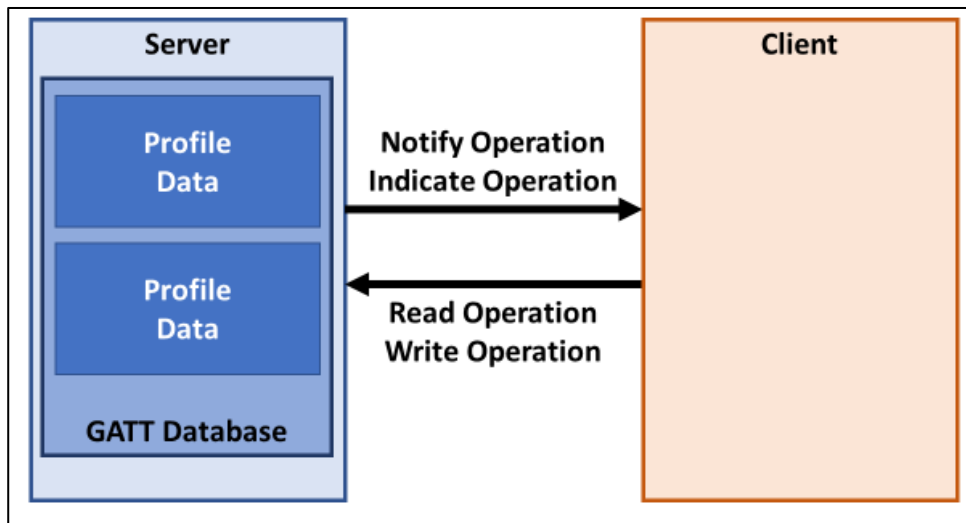 Server
Profile
Data
Profile
Data
GATT Database
Notify Operation
Indicate Operation
Read Operation
Write Operation
Client